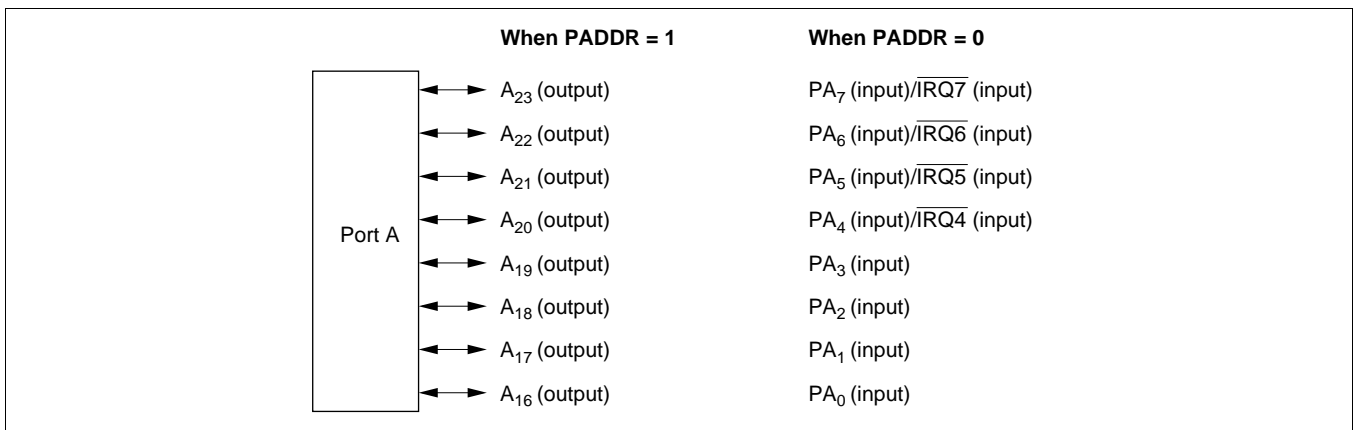 When PADDR = 1 When PADDR = 0
A23 (output) PA7 (input)/IRQ7 (input)
A22 (output) PA6 (input)/IRQ6 (input)
A21 (output) PA5 (input)/IRQ5 (input)
A20 (output) PA4 (input)/IRQ4 (input)
Port A
A19 (output) PA3 (input)
A18 (output) PA2 (input)
A17 (output) PA1 (input)
A16 (output) PA0 (input)